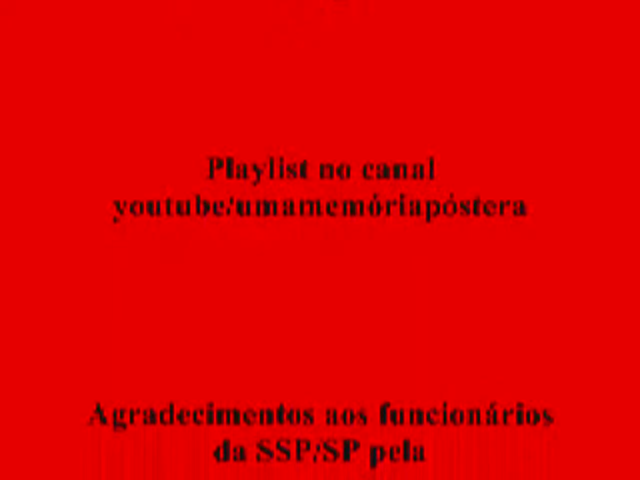 Playlist no canal
youtube/umamemóriapóstera
Agradecimentos aos funcionários
da SSP/SP pela